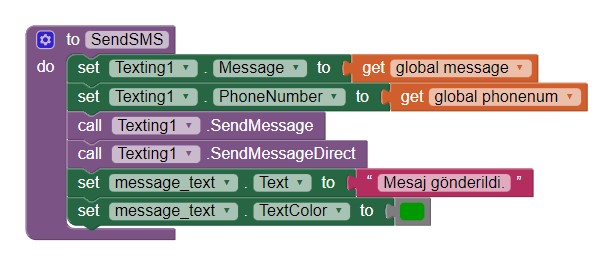 to SendSMS
do set Texting1 . Message to get global message
set Texting1 . PhoneNumber to get global phonenum
call Texting1 .SendMessage
call Texting1 .SendMessageDirect
set message_text . Text to “ Mesaj gönderildi. ”
set message_text . TextColor to